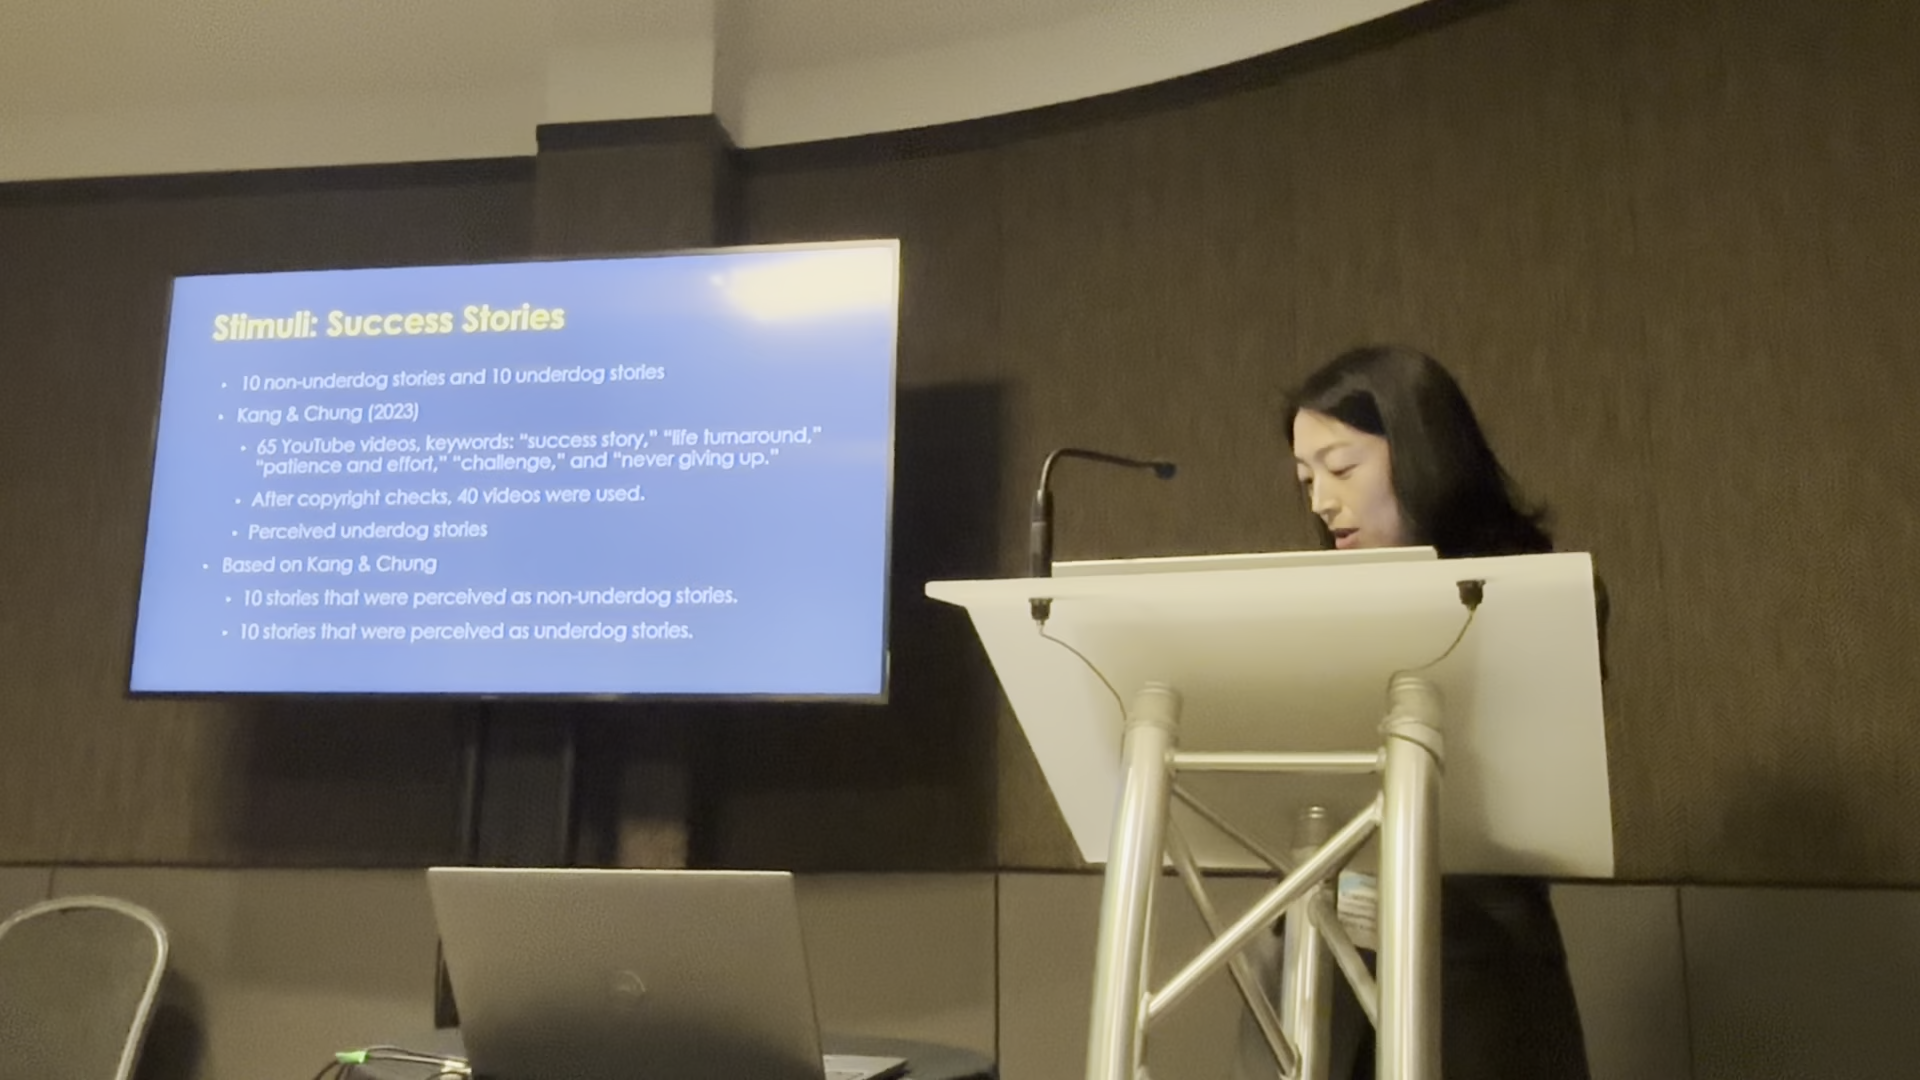 Stimuli: Success Stories
• 10 non-underdog stories and 10 underdog stories
• Kang & Chung (2023)
• 65 YouTube videos, keywords: “success story,” “life turnaround,”
“patience and effort,” “challenge,” and “never giving up.”
• After copyright checks, 40 videos were used.
• Perceived underdog stories
• Based on Kang & Chung
• 10 stories that were perceived as non-underdog stories.
• 10 stories that were perceived as underdog stories.